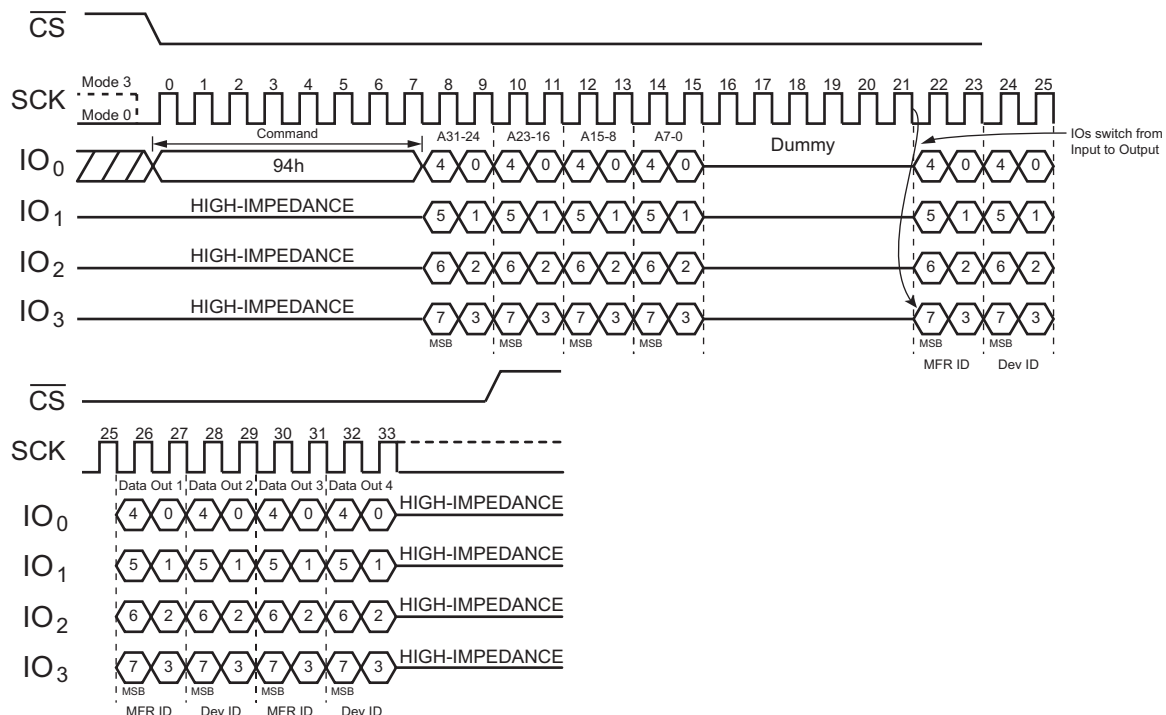 CS
Mode 3
SCK
Mode 0
0 1 2 3 4 5 6 7 8 9 10 11 12 13 14 15 16 17 18 19 20 21 22 23 24 25
Command
A31-24 A23-16 A15-8 A7-0
Dummy
IOs switch from
Input to Output
IO0 94h 4 0 4 0 4 0 4 0 4 0 4 0
IO1 HIGH-IMPEDANCE 5 1 5 1 5 1 5 1 5 1 5 1
IO2 HIGH-IMPEDANCE 6 2 6 2 6 2 6 2 6 2 6 2
IO3 HIGH-IMPEDANCE 7 3 7 3 7 3 7 3 7 3 7 3
MSB MSB MSB MSB MSB MSB
MFR ID Dev ID
CS
25 26 27 28 29 30 31 32 33
SCK
Data Out 1 Data Out 2 Data Out 3 Data Out 4
IO0 4 0 4 0 4 0 4 0 HIGH-IMPEDANCE
IO1 5 1 5 1 5 1 5 1 HIGH-IMPEDANCE
IO2 6 2 6 2 6 2 6 2 HIGH-IMPEDANCE
IO3 7 3 7 3 7 3 7 3 HIGH-IMPEDANCE
MSB MSB MSB MSB
MFR ID Dev ID MFR ID Dev ID